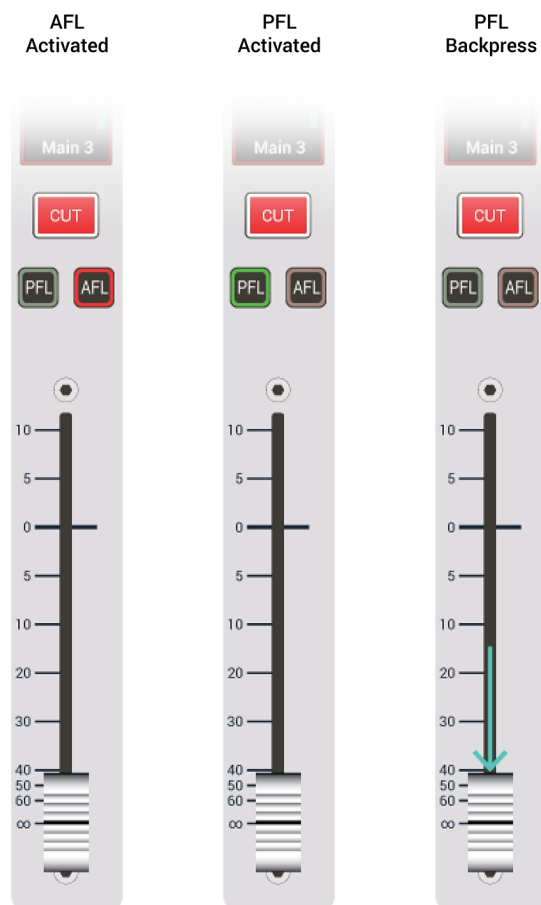 AFL
Activated
PFL
Activated
PFL
Backpress
Main 3
Main 3
Main 3
CUT
CUT
CUT
PFL AFL
PFL AFL
PFL AFL
10
5
0
5
10
20
30
40
50
60
∞
10
5
0
5
10
20
30
40
50
60
∞
10
5
0
5
10
20
30
40
50
60
∞